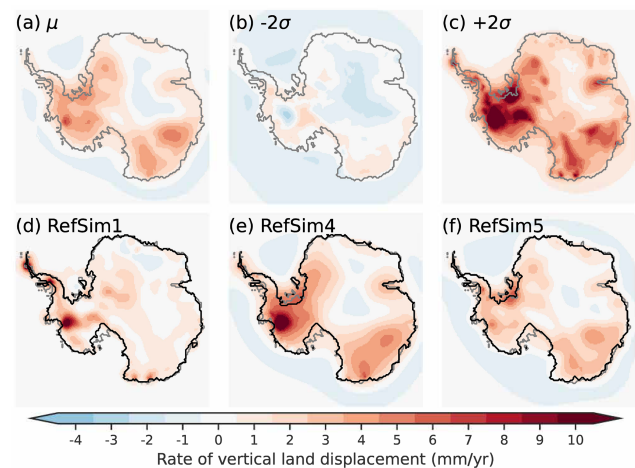 (a) μ
(b) -2σ
(c) +2σ
(d) RefSim1
(e) RefSim4
(f) RefSim5
-4 -3 -2 -1 -0 0 1 2 3 4 5 6 7 8 9 10
Rate of vertical land displacement (mm/yr)